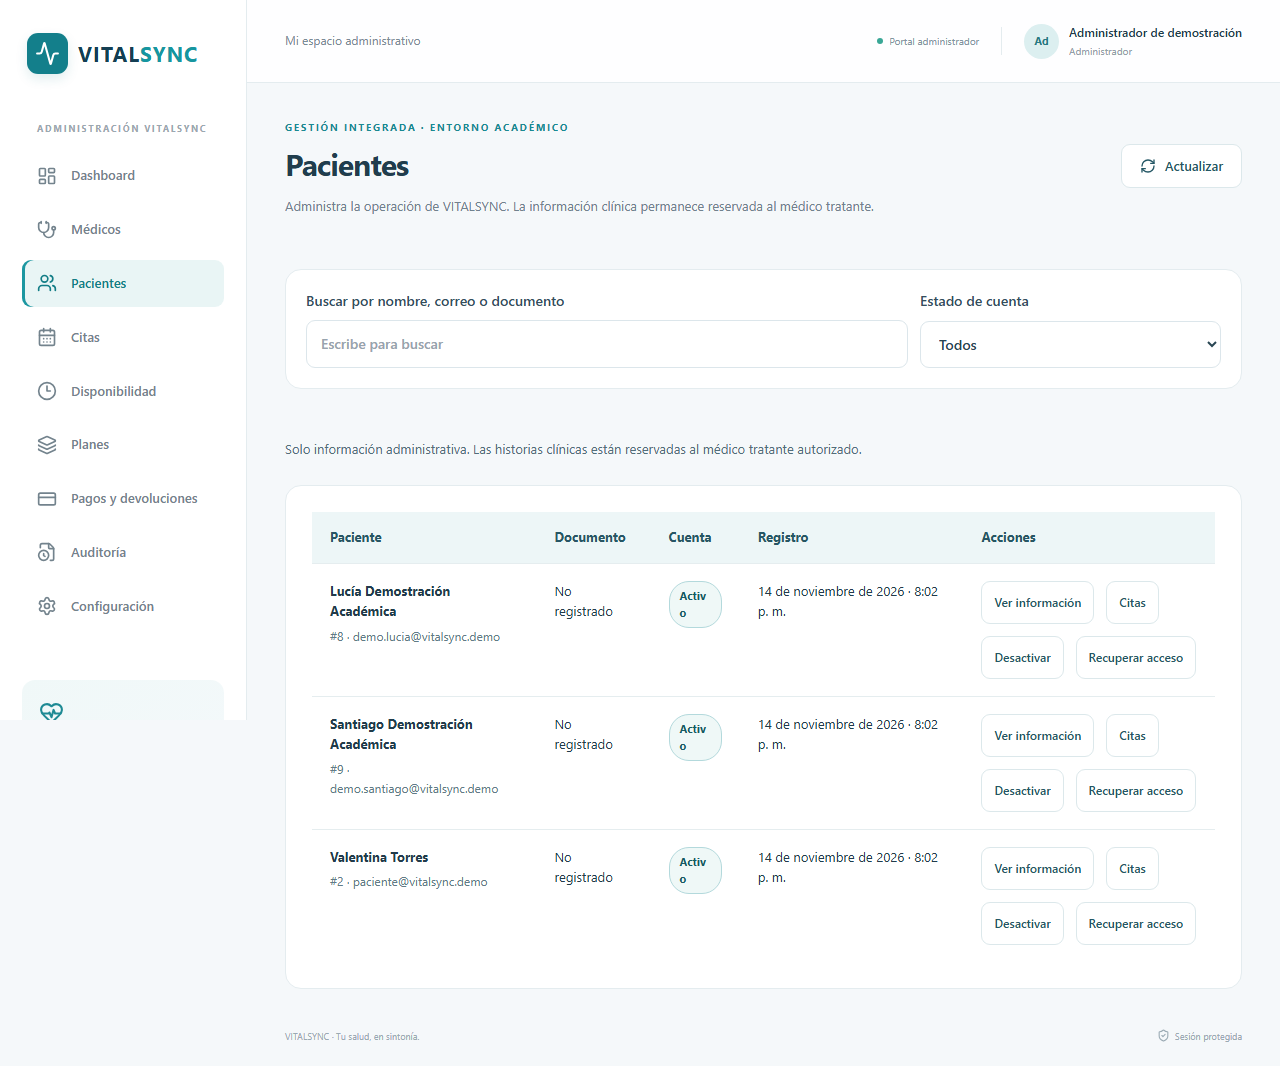 VITALSYNC
ADMINISTRACIÓN VITALSYNC
Dashboard
Médicos
Pacientes
Citas
Disponibilidad
Planes
Pagos y devoluciones
Auditoría
Configuración
Mi espacio administrativo
Portal administrador
Ad
Administrador de demostración
Administrador
GESTIÓN INTEGRADA · ENTORNO ACADÉMICO
Pacientes
Actualizar
Administra la operación de VITALSYNC. La información clínica permanece reservada al médico tratante.
Buscar por nombre, correo o documento
Estado de cuenta
Escribe para buscar
Todos
Solo información administrativa. Las historias clínicas están reservadas al médico tratante autorizado.
Paciente Documento Cuenta Registro Acciones
Lucía Demostración
Académica
#8 · demo.lucia@vitalsync.demo
No
registrado
Activ
o
14 de noviembre de 2026 · 8:02
p. m.
Ver información Citas
Desactivar Recuperar acceso
Santiago Demostración
Académica
#9 ·
demo.santiago@vitalsync.demo
No
registrado
Activ
o
14 de noviembre de 2026 · 8:02
p. m.
Ver información Citas
Desactivar Recuperar acceso
Valentina Torres
#2 · paciente@vitalsync.demo
No
registrado
Activ
o
14 de noviembre de 2026 · 8:02
p. m.
Ver información Citas
Desactivar Recuperar acceso
VITALSYNC · Tu salud, en sintonía.
Sesión protegida